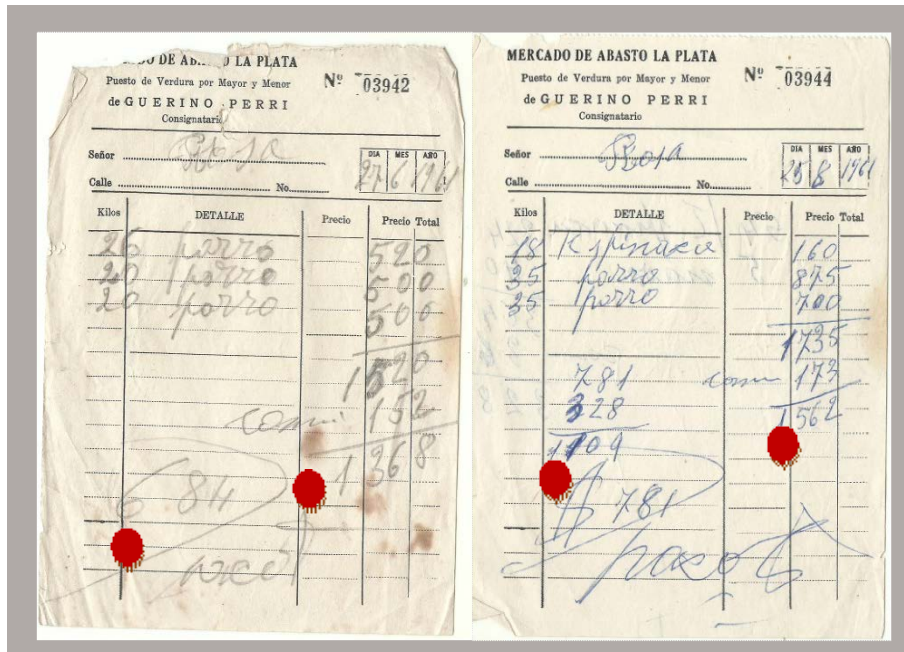 DE ABASTO LA PLATA
Puesto de Verdura por Mayor y Menor
Nº 03942
de GUERINO PERRI
Consignatario
Señor Rosa
DIA MES AÑO
27 6 1961
Calle No.
Kilos DETALLE Precio Precio Total
26 porro 520
20 porro 500
20 porro 500
1520
comi 152
1368
684
MERCADO DE ABASTO LA PLATA
Puesto de Verdura por Mayor y Menor
Nº 03944
de GUERINO PERRI
Consignatario
Señor Rosa
DIA MES AÑO
25 8 1961
Calle No.
Kilos DETALLE Precio Precio Total
18 Espinaca 160
35 porro 875
35 porro 700
1735
781 comi 173
328 1562
1109
$ 781